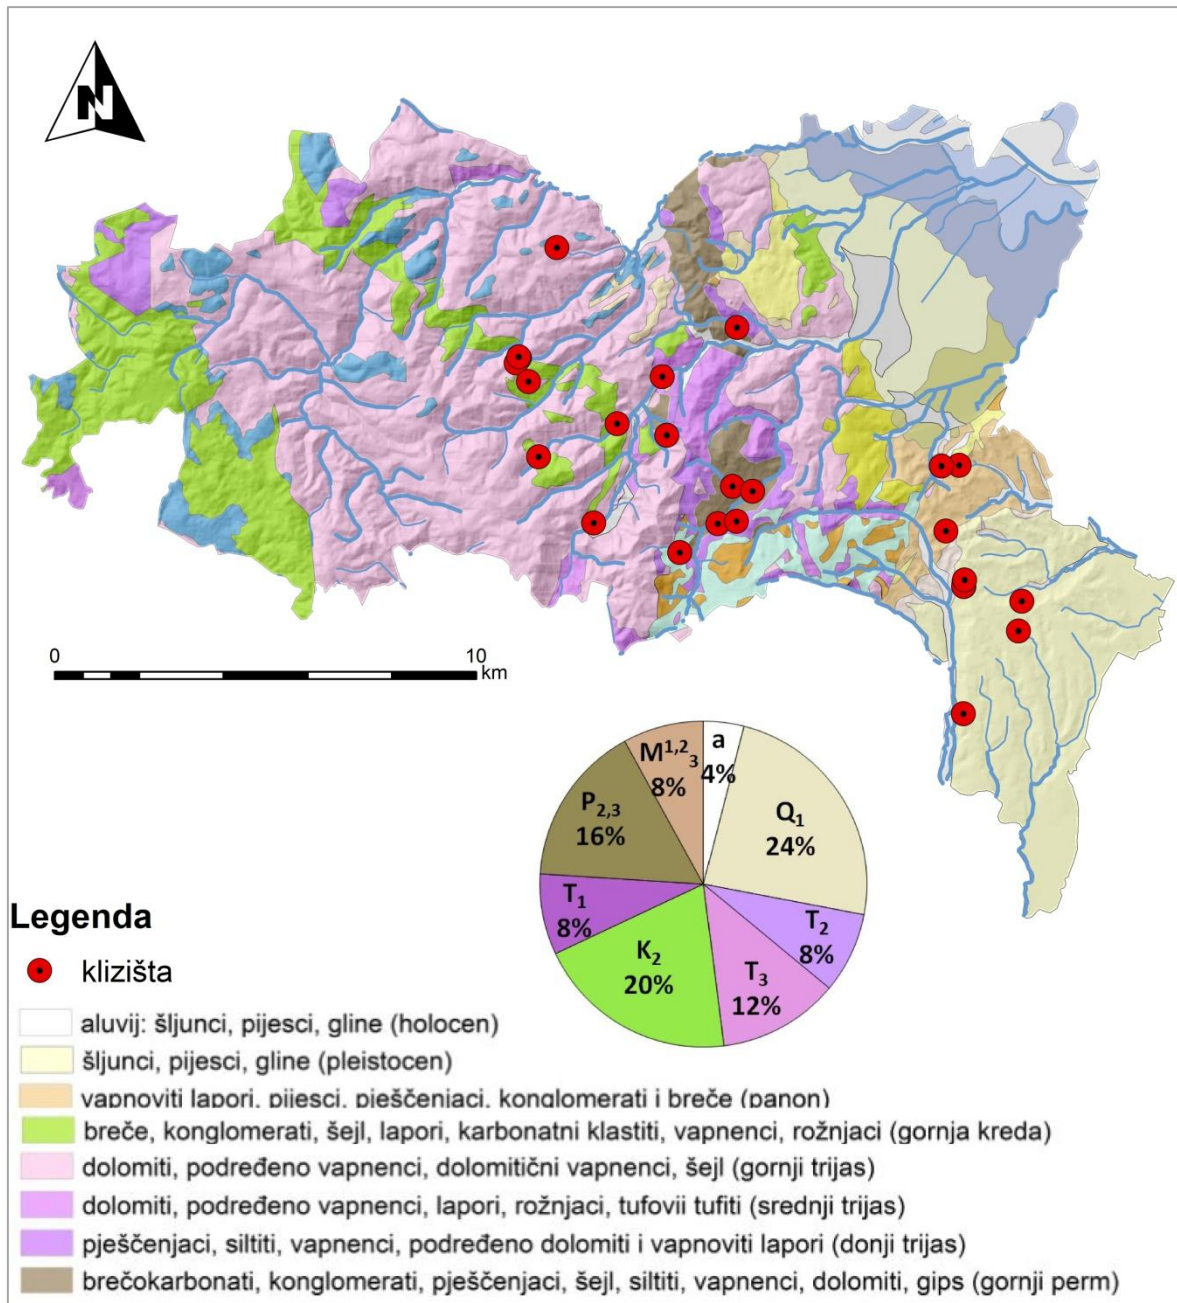 N
0
10
km
a
4%
Q1
24%
T2
8%
T3
12%
K2
20%
T1
8%
P2,3
16%
M1,23
8%
Legenda
klizišta
aluvij: šljunci, pijesci, gline (holocen)
šljunci, pijesci, gline (pleistocen)
vapnoviti lapori, pijesci, pješčenjaci, konglomerati i breče (panon)
breče, konglomerati, šejl, lapori, karbonatni klastiti, vapnenci, rožnjaci (gornja kreda)
dolomiti, podređeno vapnenci, dolomitični vapnenci, šejl (gornji trijas)
dolomiti, podređeno vapnenci, lapori, rožnjaci, tufovii tufiti (srednji trijas)
pješčenjaci, siltiti, vapnenci, podređeno dolomiti i vapnoviti lapori (donji trijas)
brečokarbonati, konglomerati, pješčenjaci, šejl, siltiti, vapnenci, dolomiti, gips (gornji perm)